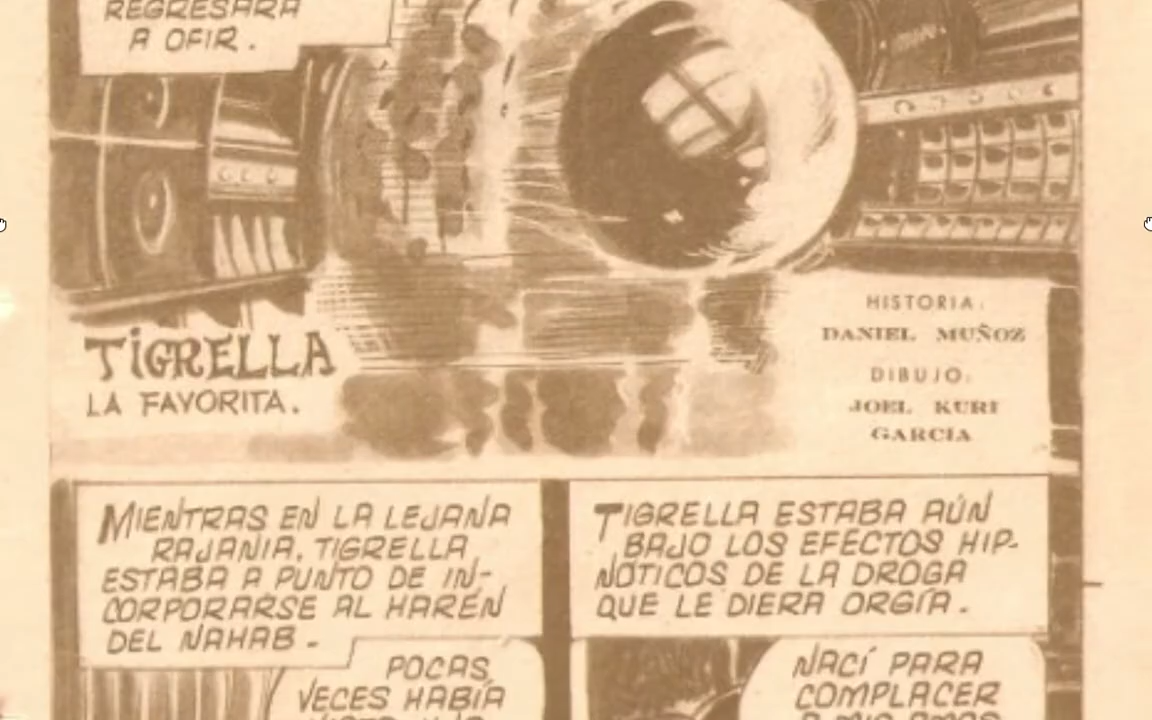 REGRESARA
A OFIR.
TIGRELLA
LA FAVORITA.
HISTORIA:
DANIEL MUÑOZ
DIBUJO:
JOEL KURI
GARCÍA
MIENTRAS EN LA LEJANA
RAJANIA, TIGRELLA
ESTABA A PUNTO DE IN-
CORPORARSE AL HARÉN
DEL NAHAB -
POCAS
VECES HABÍA
TIGRELLA ESTABA AÚN
BAJO LOS EFECTOS HIP-
NÓTICOS DE LA DROGA
QUE LE DIERA ORGÍA.
NACÍ PARA
COMPLACER